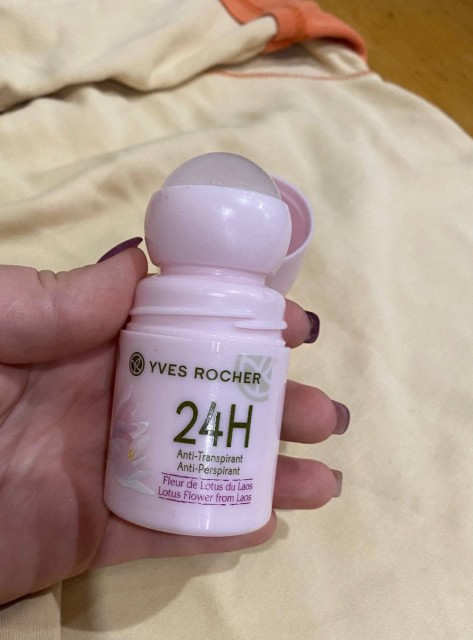 YVES ROCHER
24H
Anti-Transpirant
Anti-Perspirant
Fleur de Lotus du Laos
Lotus Flower from Laos